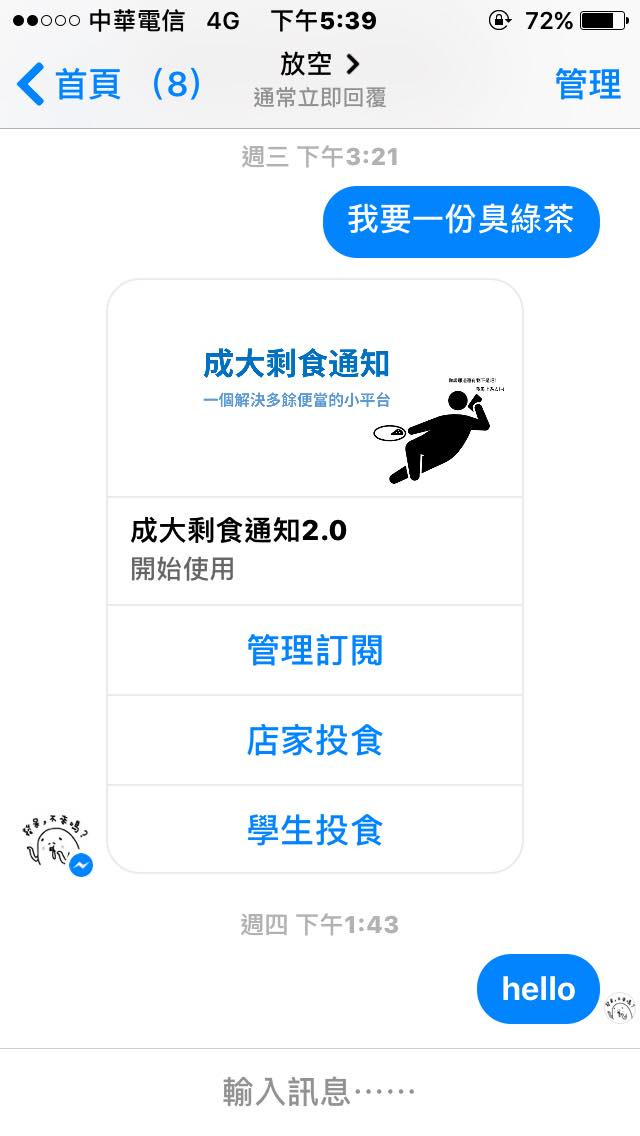 中華電信 4G 下午5:39 72%
首頁 （8）
放空
管理
通常立即回覆
週三 下午3:21
我要一份臭綠茶
成大剩食通知
一個解決多餘便當的小平台
成大剩食通知2.0
開始使用
管理訂閱
店家投食
學生投食
週四 下午1:43
hello
輸入訊息⋯⋯